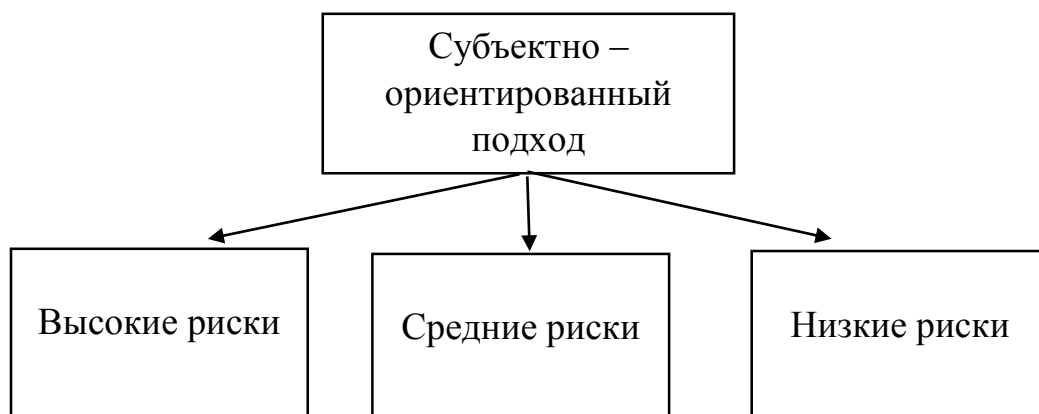 Субъектно –
ориентированный
подход
Высокие риски
Средние риски
Низкие риски